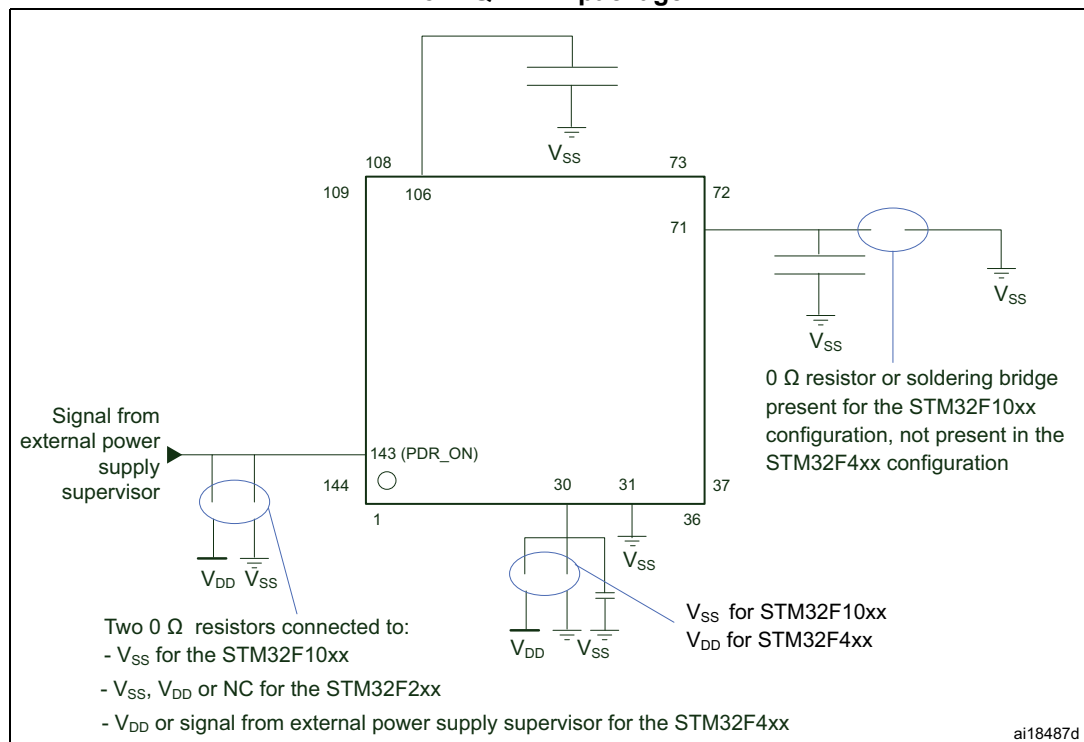 V_SS
108
73
109
106
72
71
V_SS
V_SS
0 Ω resistor or soldering bridge
present for the STM32F10xx
configuration, not present in the
STM32F4xx configuration
Signal from
external power
supply
supervisor
143 (PDR_ON)
144
30
31
37
1
36
V_SS
V_DD V_SS
V_DD V_SS
V_SS for STM32F10xx
V_DD for STM32F4xx
Two 0 Ω resistors connected to:
- V_SS for the STM32F10xx
- V_SS, V_DD or NC for the STM32F2xx
- V_DD or signal from external power supply supervisor for the STM32F4xx
ai18487d